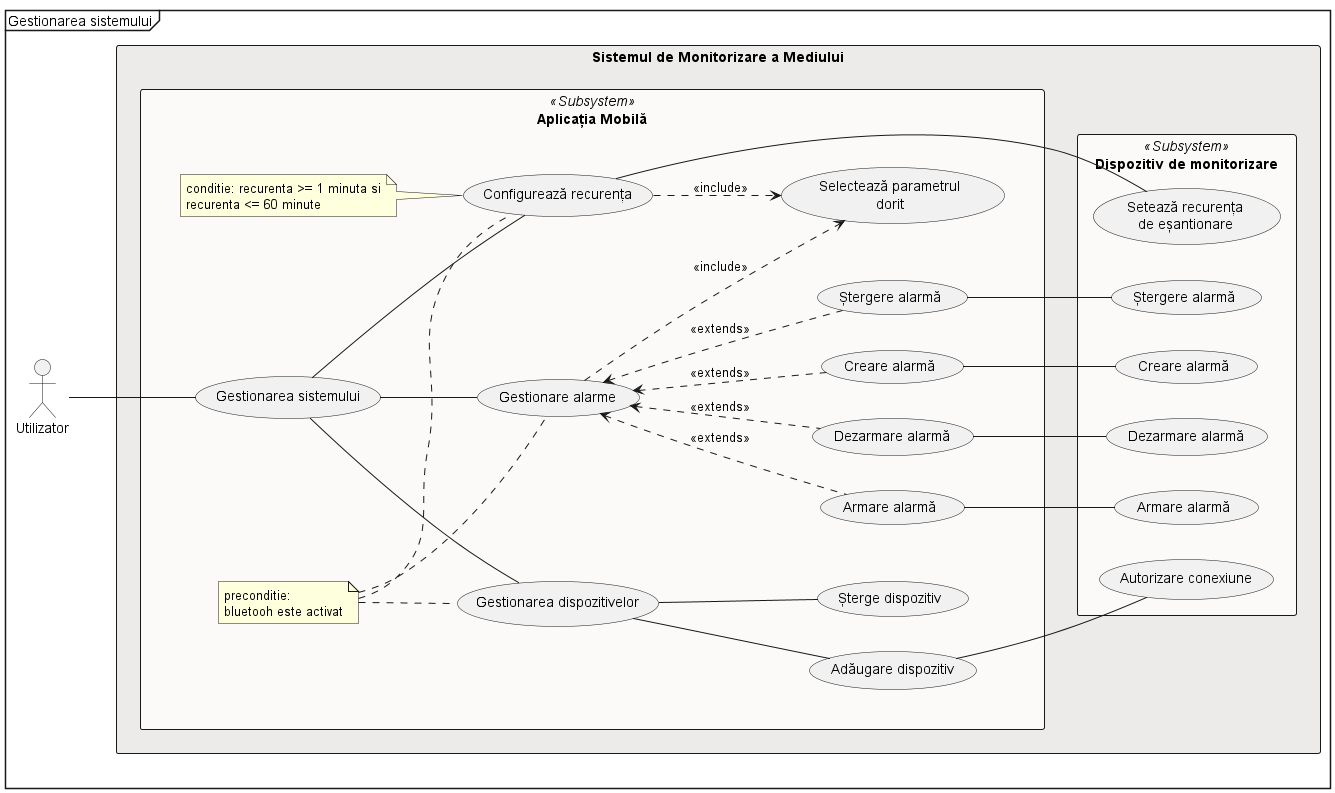 Gestionarea sistemului
Sistemul de Monitorizare a Mediului
«Subsystem»
Aplicația Mobilă
«Subsystem»
Dispozitiv de monitorizare
conditie: recurenta >= 1 minuta si
recurenta <= 60 minute
Configurează recurența
«include»
Selectează parametrul
dorit
Setează recurența
de eșantionare
«include»
Ștergere alarmă
Ștergere alarmă
«extends»
Creare alarmă
Creare alarmă
«extends»
Utilizator
Gestionarea sistemului
Gestionare alarme
«extends»
Dezarmare alarmă
Dezarmare alarmă
«extends»
Armare alarmă
Armare alarmă
preconditie:
bluetooh este activat
Gestionarea dispozitivelor
Șterge dispozitiv
Autorizare conexiune
Adăugare dispozitiv